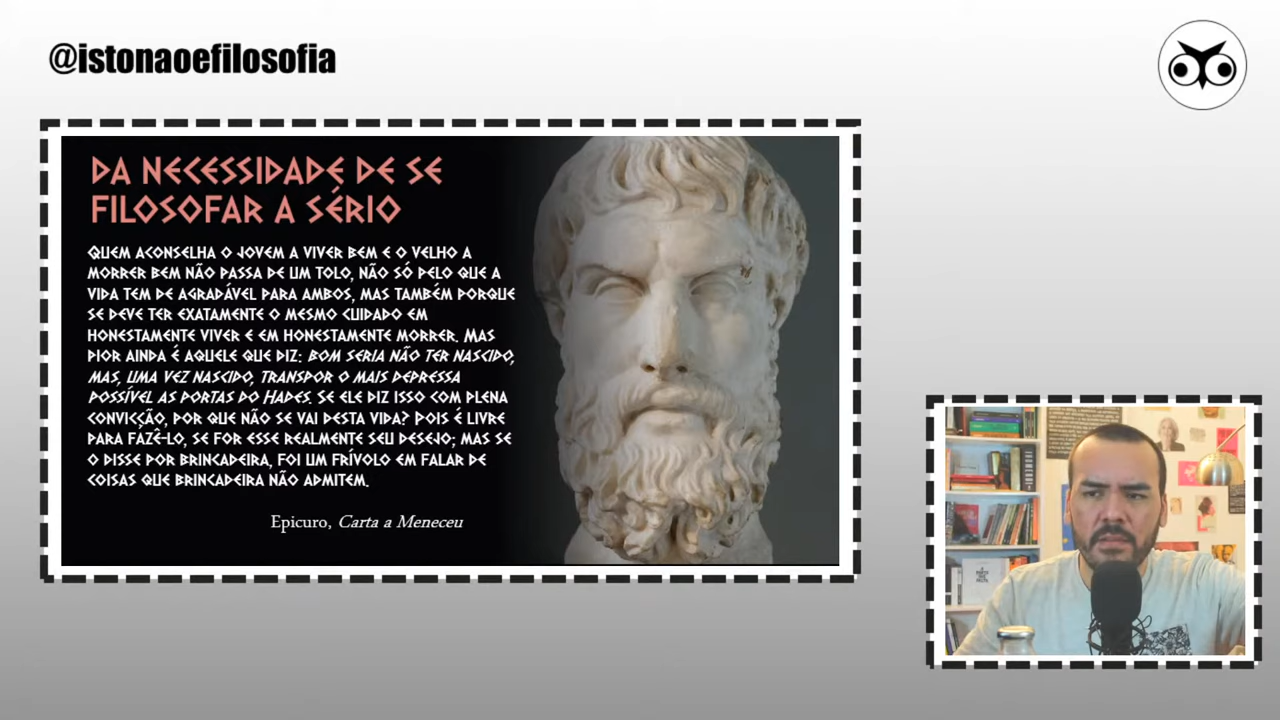 @istonaoefilosofia
DA NECESSIDADE DE SE
FILOSOFAR A SÉRIO
QUEM ACONSELHA O JOVEM A VIVER BEM E O VELHO A
MORRER BEM NÃO PASSA DE UM TOLO, NÃO SÓ PELO QUE A
VIDA TEM DE AGRADÁVEL PARA AMBOS, MAS TAMBÉM PORQUE
SE DEVE TER EXATAMENTE O MESMO CUIDADO EM
HONESTAMENTE VIVER E EM HONESTAMENTE MORRER. MAS
PIOR AINDA É AQUELE QUE DIZ: BOM SERIA NÃO TER NASCIDO,
MAS, UMA VEZ NASCIDO, TRANSPOR O MAIS DEPRESSA
POSSÍVEL AS PORTAS DO HADES. SE ELE DIZ ISSO COM PLENA
CONVICÇÃO, POR QUE NÃO SE VAI DESTA VIDA? POIS É LIVRE
PARA FAZÊ-LO, SE FOR ESSE REALMENTE SEU DESEJO; MAS SE
O DISSE POR BRINCADEIRA, FOI UM FRÍVOLO EM FALAR DE
COISAS QUE BRINCADEIRA NÃO ADMITEM.
Epicuro, Carta a Meneceu